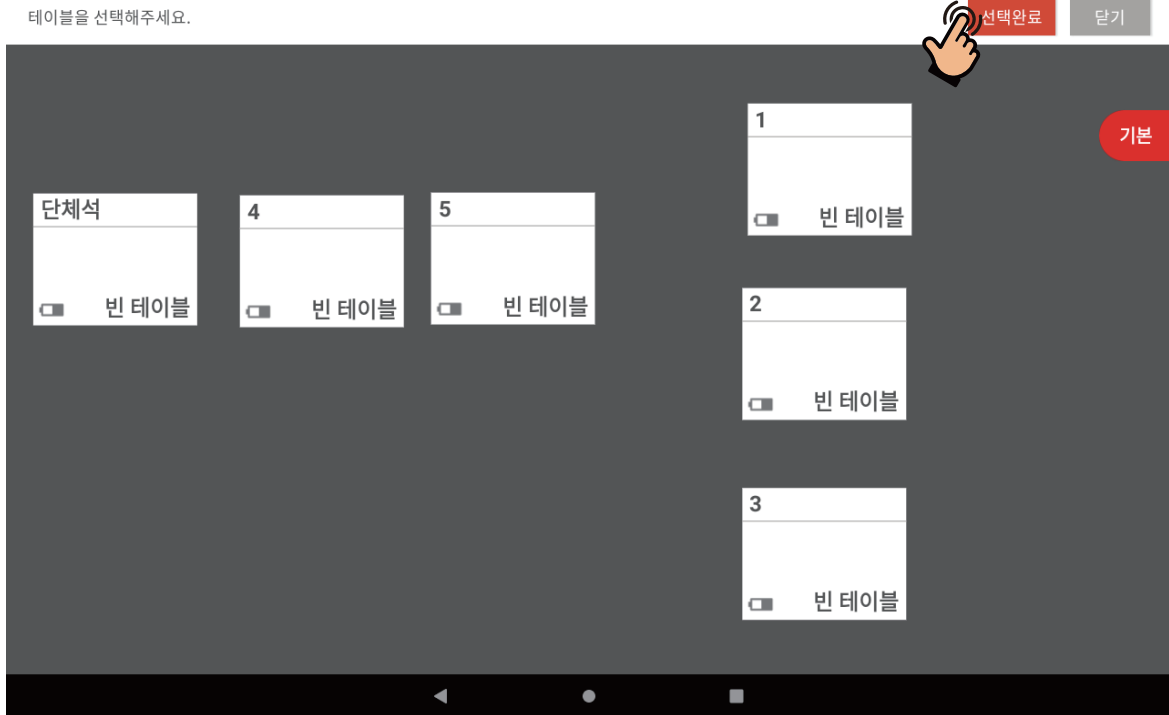 테이블을 선택해주세요.
선택완료
닫기
기본
단체석
빈 테이블
4
빈 테이블
5
빈 테이블
1
빈 테이블
2
빈 테이블
3
빈 테이블